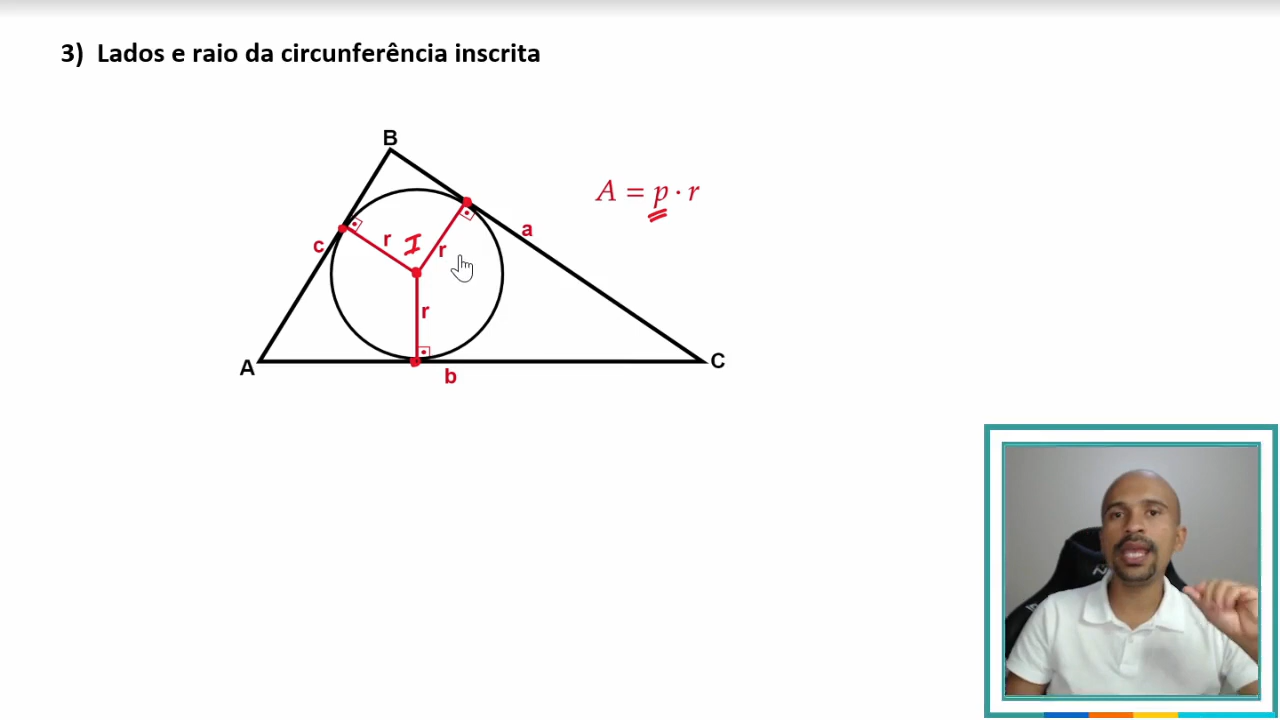 3) Lados e raio da circunferência inscrita
B
A = p · r
c
r
I
r
a
r
A
C
b